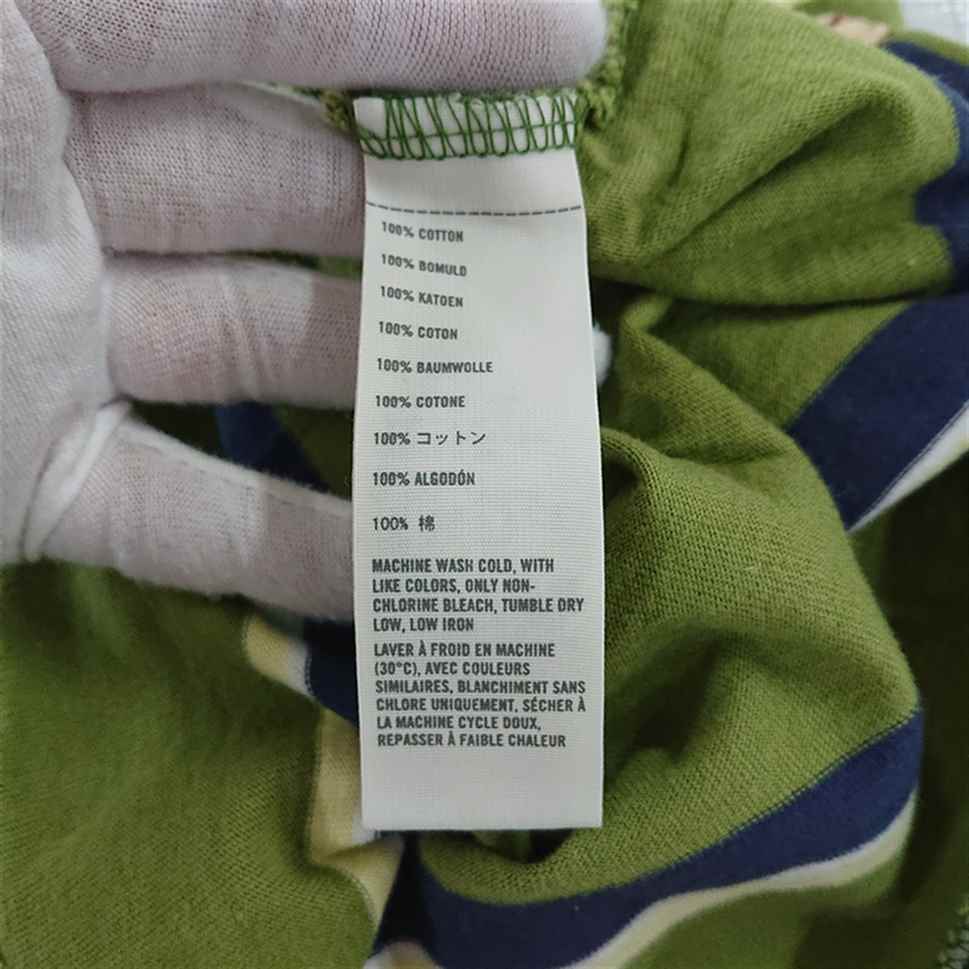 100% COTTON
100% BOMULD
100% KATOEN
100% COTON
100% BAUMWOLLE
100% COTONE
100% コットン
100% ALGODÓN
100% 棉
MACHINE WASH COLD, WITH
LIKE COLORS, ONLY NON-
CHLORINE BLEACH, TUMBLE DRY
LOW, LOW IRON
LAVER À FROID EN MACHINE
(30°C), AVEC COULEURS
SIMILAIRES, BLANCHIMENT SANS
CHLORE UNIQUEMENT, SÉCHER À
LA MACHINE CYCLE DOUX,
REPASSER À FAIBLE CHALEUR